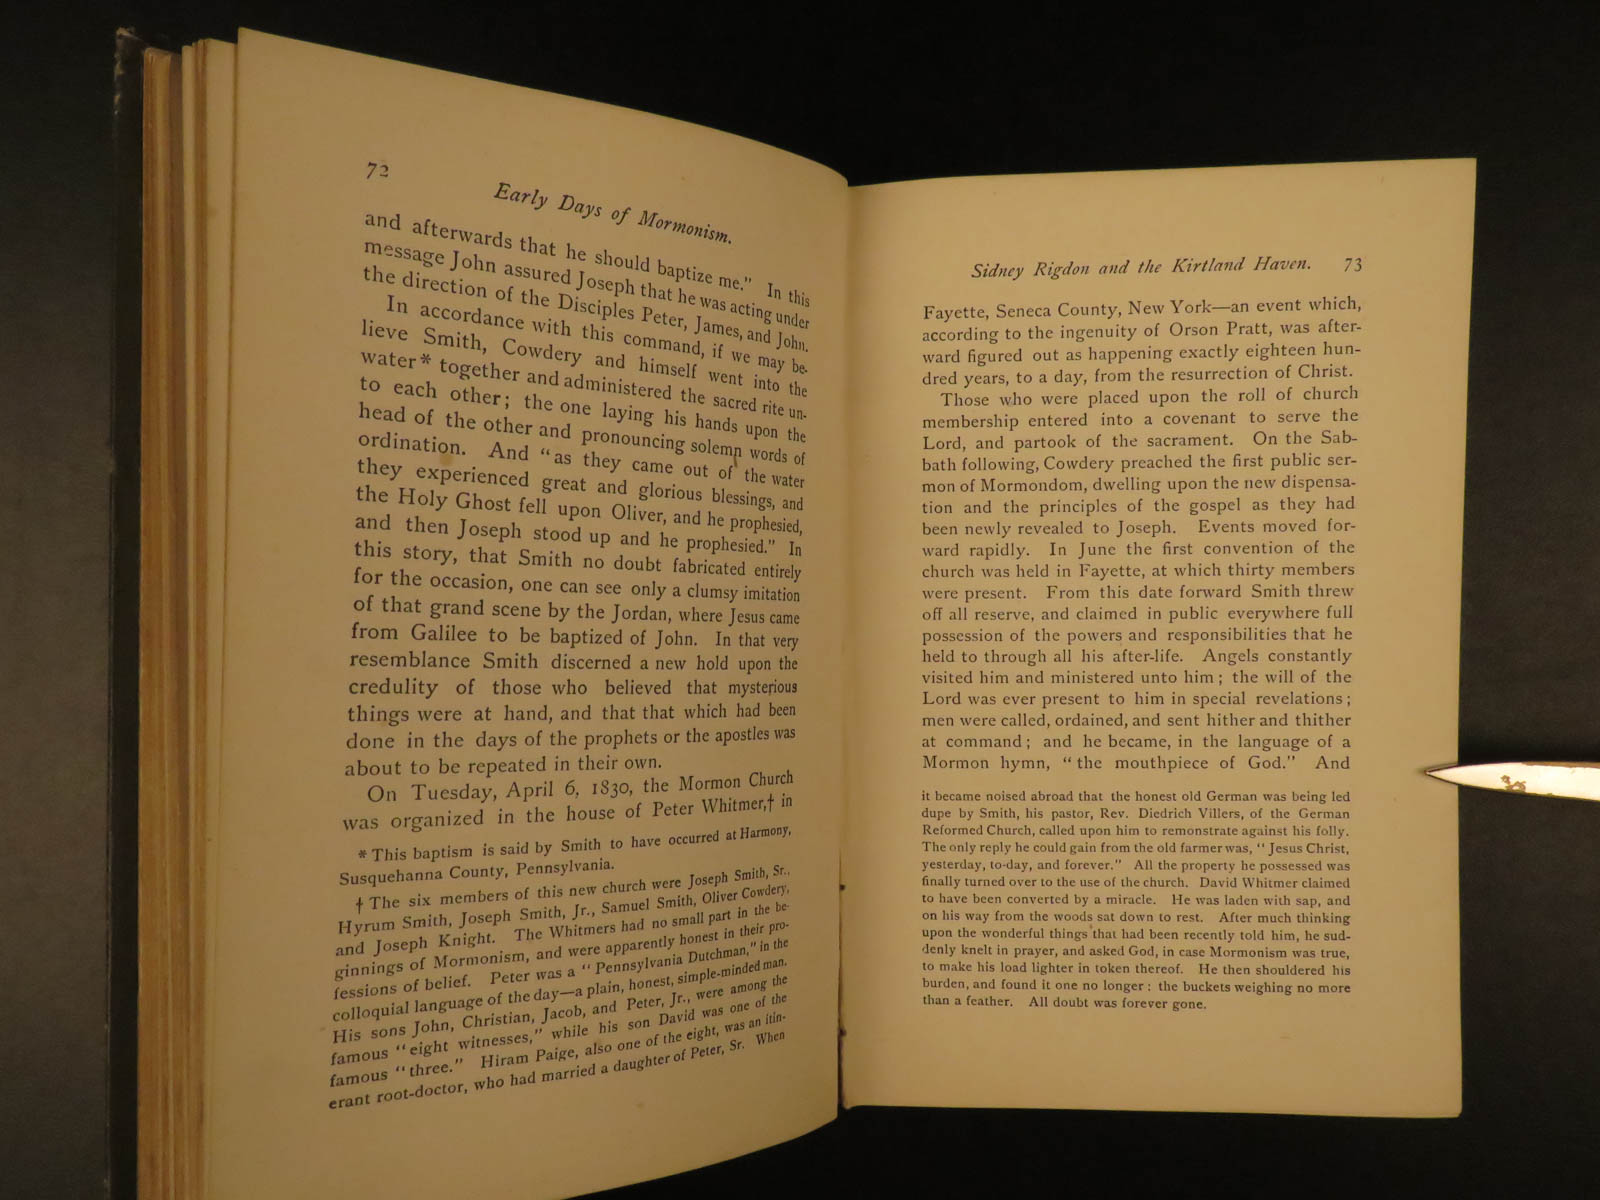 72
Early Days of Mormonism.
and afterwards that he should baptize me." In this
message John assured Joseph that he was acting under
the direction of the Disciples Peter, James, and John.
In accordance with this command, if we may be-
lieve Smith, Cowdery and himself went into the
water* together and administered the sacred rite un-
to each other; the one laying his hands upon the
head of the other and pronouncing solemn words of
ordination. And "as they came out of the water
they experienced great and glorious blessings, and
the Holy Ghost fell upon Oliver, and he prophesied,
and then Joseph stood up and he prophesied." In
this story, that Smith no doubt fabricated entirely
for the occasion, one can see only a clumsy imitation
of that grand scene by the Jordan, where Jesus came
from Galilee to be baptized of John. In that very
resemblance Smith discerned a new hold upon the
credulity of those who believed that mysterious
things were at hand, and that that which had been
done in the days of the prophets or the apostles was
about to be repeated in their own.
On Tuesday, April 6, 1830, the Mormon Church
was organized in the house of Peter Whitmer,† in
* This baptism is said by Smith to have occurred at Harmony,
Susquehanna County, Pennsylvania.
† The six members of this new church were Joseph Smith, Sr.,
Hyrum Smith, Joseph Smith, Jr., Samuel Smith, Oliver Cowdery,
and Joseph Knight. The Whitmers had no small part in the be-
ginnings of Mormonism, and were apparently honest in their pro-
fessions of belief. Peter was a "Pennsylvania Dutchman," in the
colloquial language of the day—a plain, honest, simple-minded man.
His sons John, Christian, Jacob, and Peter, Jr., were among the
famous "eight witnesses," while his son David was one of the
famous "three." Hiram Paige, also one of the eight, was an itin-
erant root-doctor, who had married a daughter of Peter, Sr. When
Sidney Rigdon and the Kirtland Haven. 73
Fayette, Seneca County, New York—an event which,
according to the ingenuity of Orson Pratt, was after-
ward figured out as happening exactly eighteen hun-
dred years, to a day, from the resurrection of Christ.
Those who were placed upon the roll of church
membership entered into a covenant to serve the
Lord, and partook of the sacrament. On the Sab-
bath following, Cowdery preached the first public ser-
mon of Mormondom, dwelling upon the new dispensa-
tion and the principles of the gospel as they had
been newly revealed to Joseph. Events moved for-
ward rapidly. In June the first convention of the
church was held in Fayette, at which thirty members
were present. From this date forward Smith threw
off all reserve, and claimed in public everywhere full
possession of the powers and responsibilities that he
held to through all his after-life. Angels constantly
visited him and ministered unto him; the will of the
Lord was ever present to him in special revelations;
men were called, ordained, and sent hither and thither
at command; and he became, in the language of a
Mormon hymn, "the mouthpiece of God." And
it became noised abroad that the honest old German was being led
dupe by Smith, his pastor, Rev. Diedrich Villers, of the German
Reformed Church, called upon him to remonstrate against his folly.
The only reply he could gain from the old farmer was, "Jesus Christ,
yesterday, to-day, and forever." All the property he possessed was
finally turned over to the use of the church. David Whitmer claimed
to have been converted by a miracle. He was laden with sap, and
on his way from the woods sat down to rest. After much thinking
upon the wonderful things that had been recently told him, he sud-
denly knelt in prayer, and asked God, in case Mormonism was true,
to make his load lighter in token thereof. He then shouldered his
burden, and found it one no longer: the buckets weighing no more
than a feather. All doubt was forever gone.